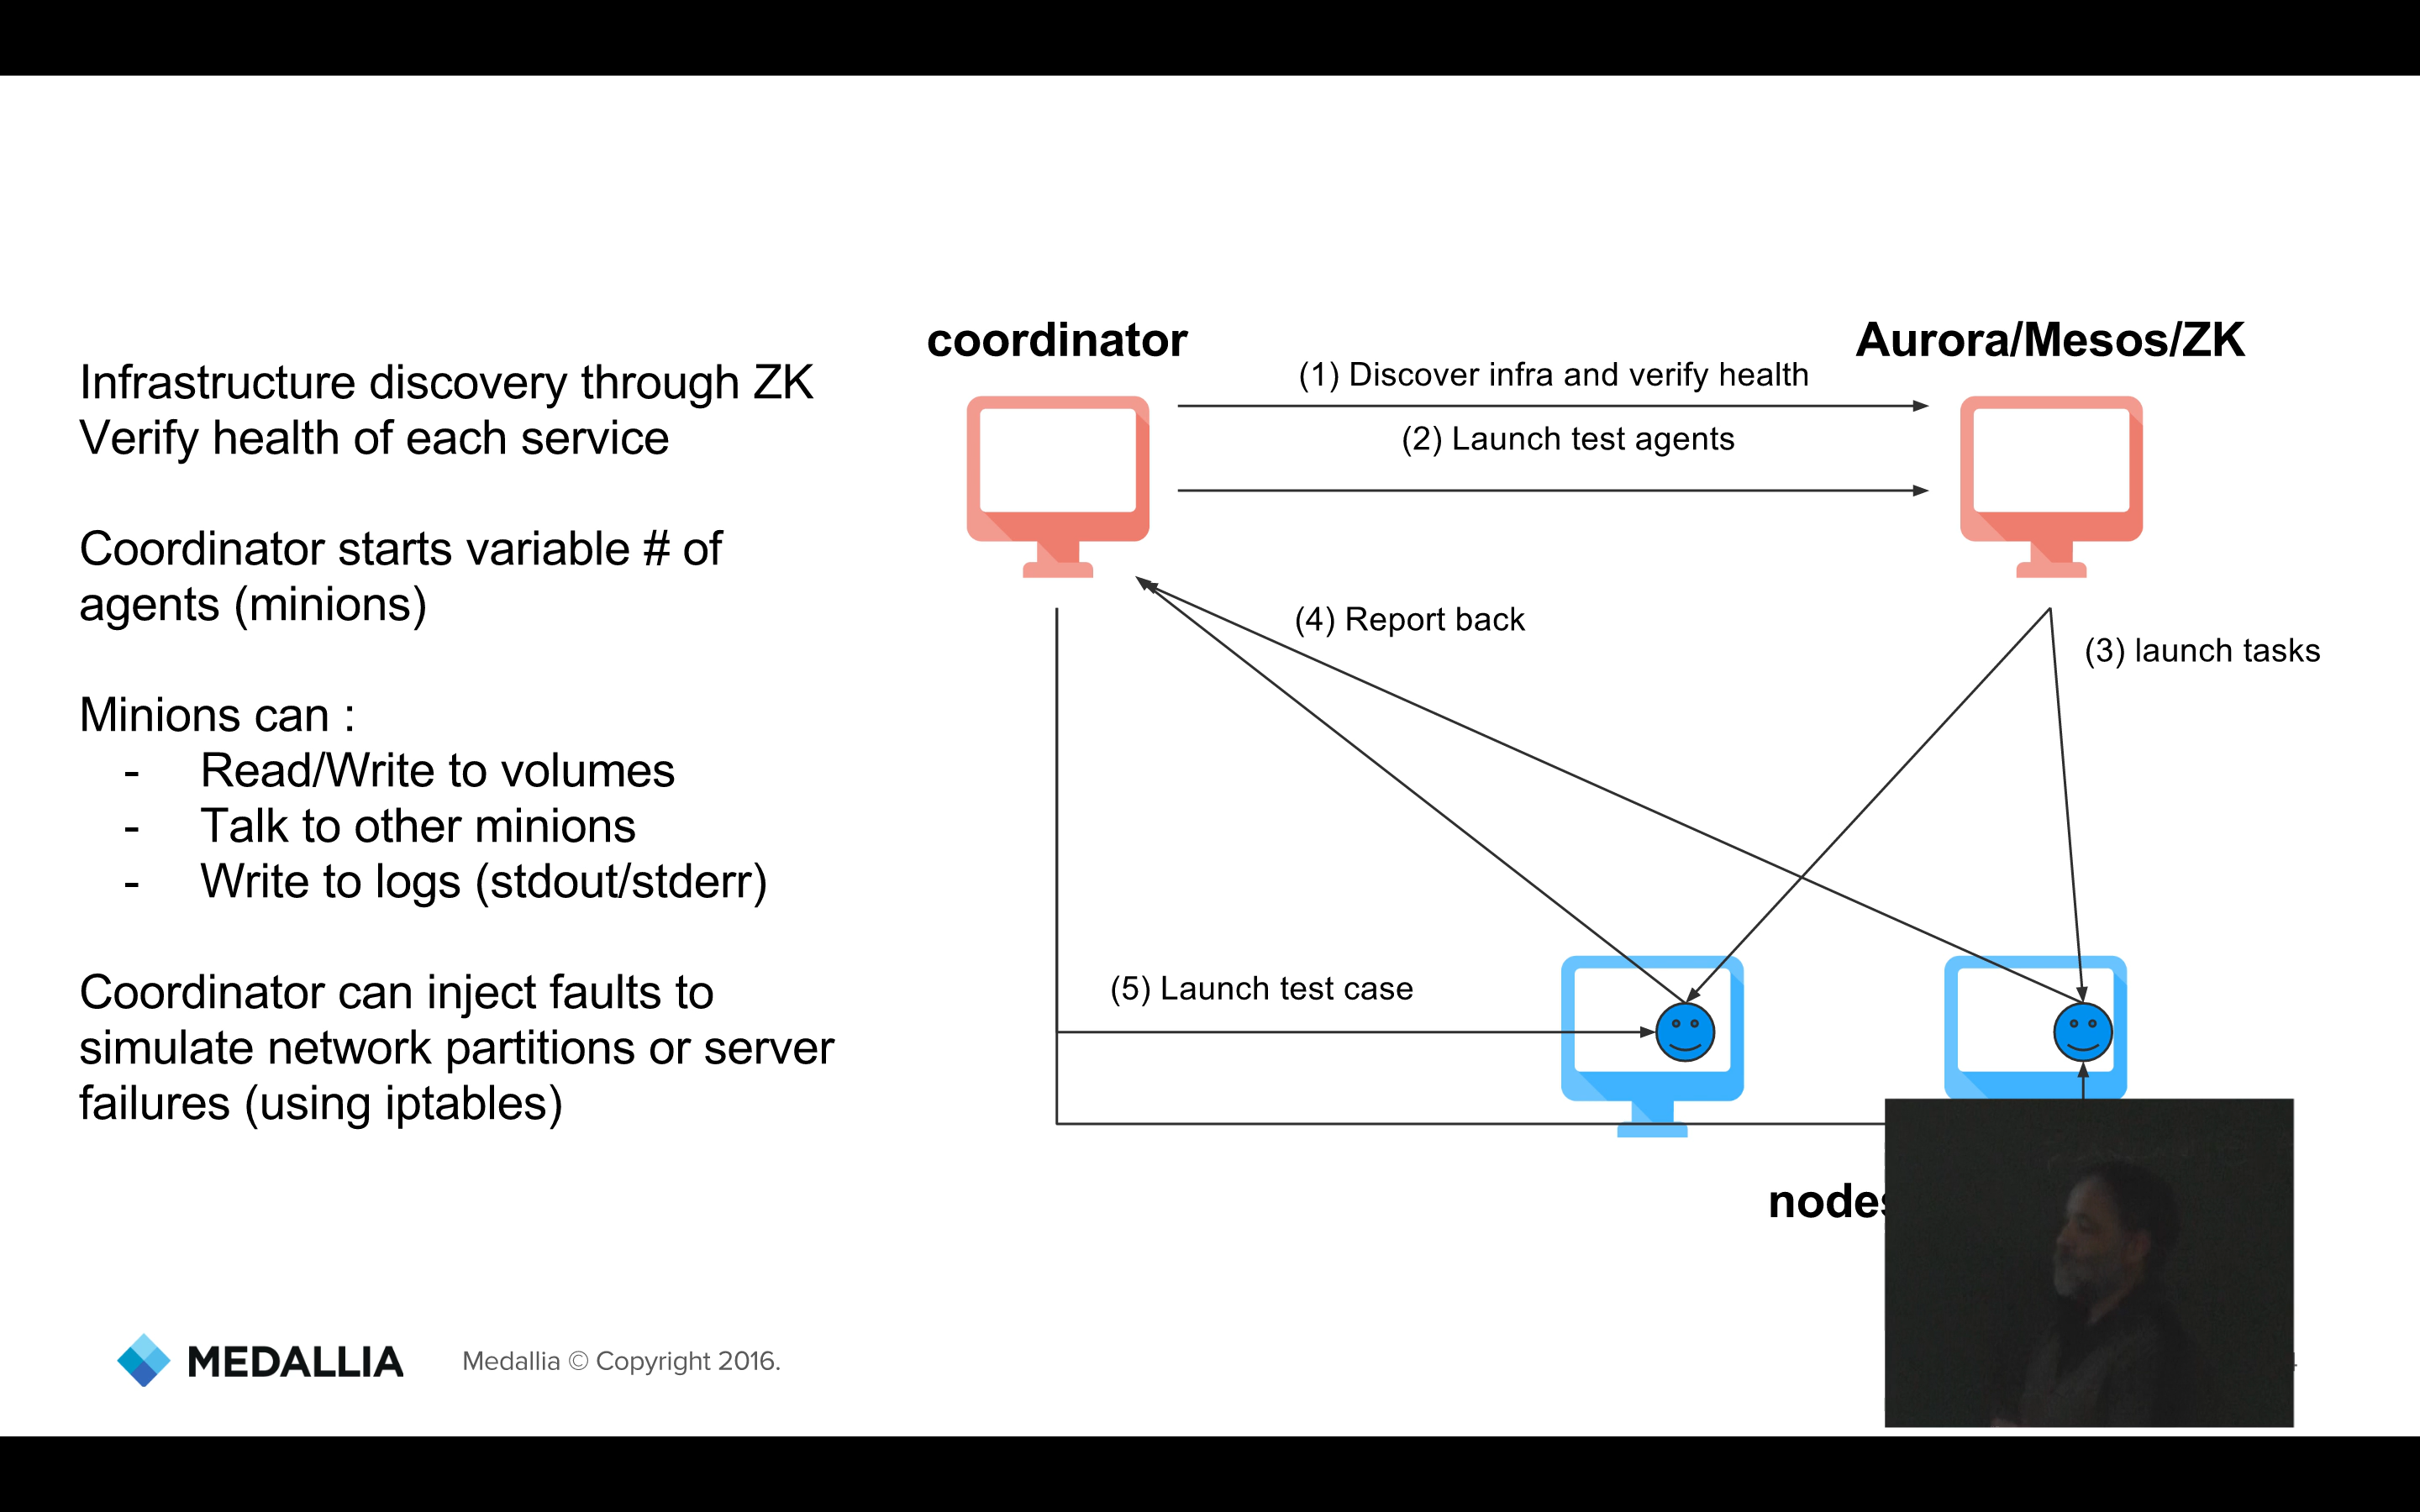 Infrastructure discovery through ZK
Verify health of each service
Coordinator starts variable # of
agents (minions)
Minions can :
- Read/Write to volumes
- Talk to other minions
- Write to logs (stdout/stderr)
Coordinator can inject faults to
simulate network partitions or server
failures (using iptables)
coordinator
Aurora/Mesos/ZK
(1) Discover infra and verify health
(2) Launch test agents
(4) Report back
(3) launch tasks
(5) Launch test case
nodes
MEDALLIA
Medallia © Copyright 2016.